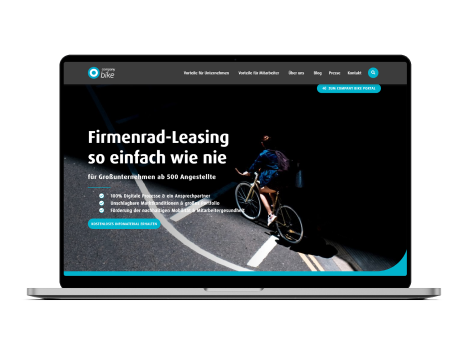 company
bike
Vorteile für Unternehmen
Vorteile für Mitarbeiter
Über uns
Blog
Presse
Kontakt
ZUM COMPANY BIKE PORTAL
Firmenrad-Leasing
so einfach wie nie
für Großunternehmen ab 500 Angestellte
100% Digitale Prozesse & ein Ansprechpartner
Unschlagbare Marktkonditionen & großes Portfolio
Förderung der nachhaltigen Mobilität & Mitarbeitergesundheit
KOSTENLOSES INFOMATERIAL ERHALTEN